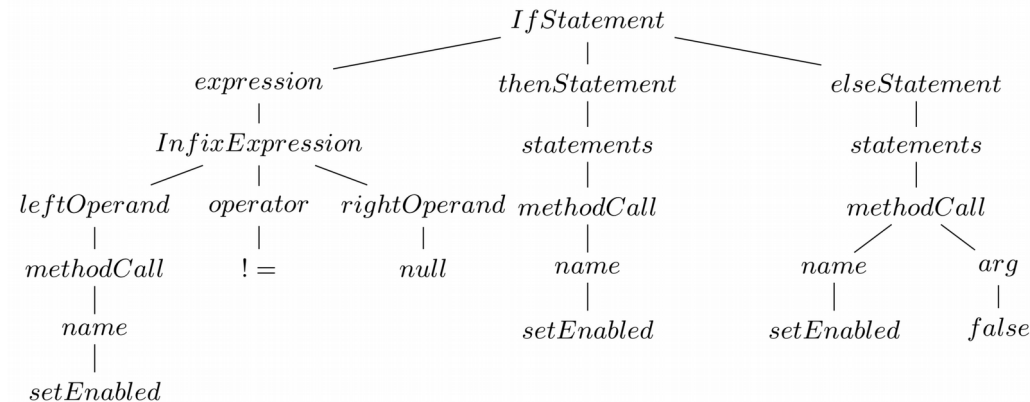 IfStatement
expression thenStatement elseStatement
InfixExpression statements statements
leftOperand operator rightOperand methodCall methodCall
methodCall != null name name arg
name setEnabled setEnabled false
setEnabled